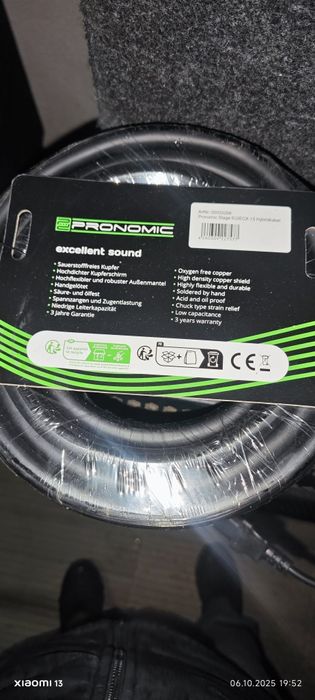 PRONOMIC
excellent sound
• Sauerstofffreies Kupfer
• Hochdichter Kupferschirm
• Hochflexibler und robuster Außenmantel
• Handgelötet
• Säure- und ölfest
• Spannzangen und Zugentlastung
• Niedrige Leiterkapazität
• 3 Jahre Garantie
• Oxygen free copper
• High density copper shield
• Highly flexible and durable
• Soldered by hand
• Acid and oil proof
• Chuck type strain relief
• Low capacitance
• 3 years warranty
Pronomic Stage
CE
XIAOMI 13
06.10.2025 19:52